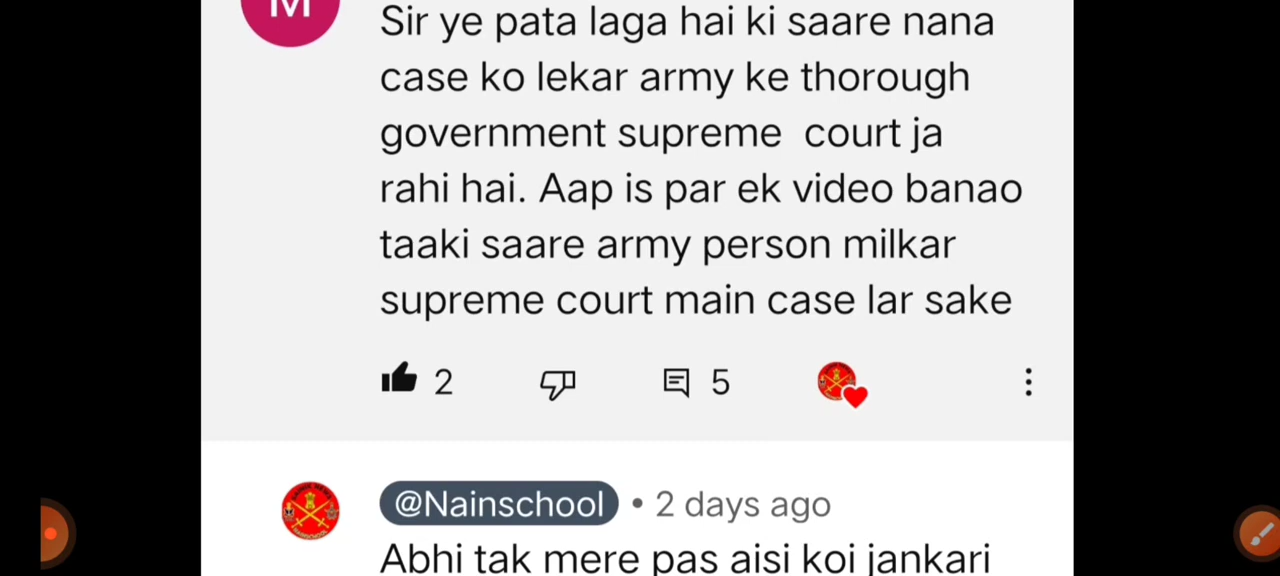 M
Sir ye pata laga hai ki saare nana
case ko lekar army ke thorough
government supreme court ja
rahi hai. Aap is par ek video banao
taaki saare army person milkar
supreme court main case lar sake
2 5
@Nainschool • 2 days ago
Abhi tak mere pas aisi koi jankari